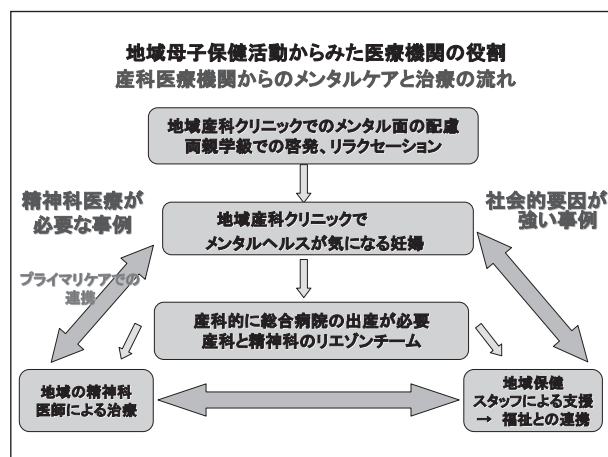 地域母子保健活動からみた医療機関の役割
産科医療機関からのメンタルケアと治療の流れ
地域産科クリニックでのメンタル面の配慮
両親学級での啓発、リラクセーション
精神科医療が
必要な事例
社会的要因が
強い事例
地域産科クリニックで
メンタルヘルスが気になる妊婦
プライマリケアでの
連携
産科的に総合病院の出産が必要
産科と精神科のリエゾンチーム
地域の精神科
医師による治療
地域保健
スタッフによる支援
→ 福祉との連携